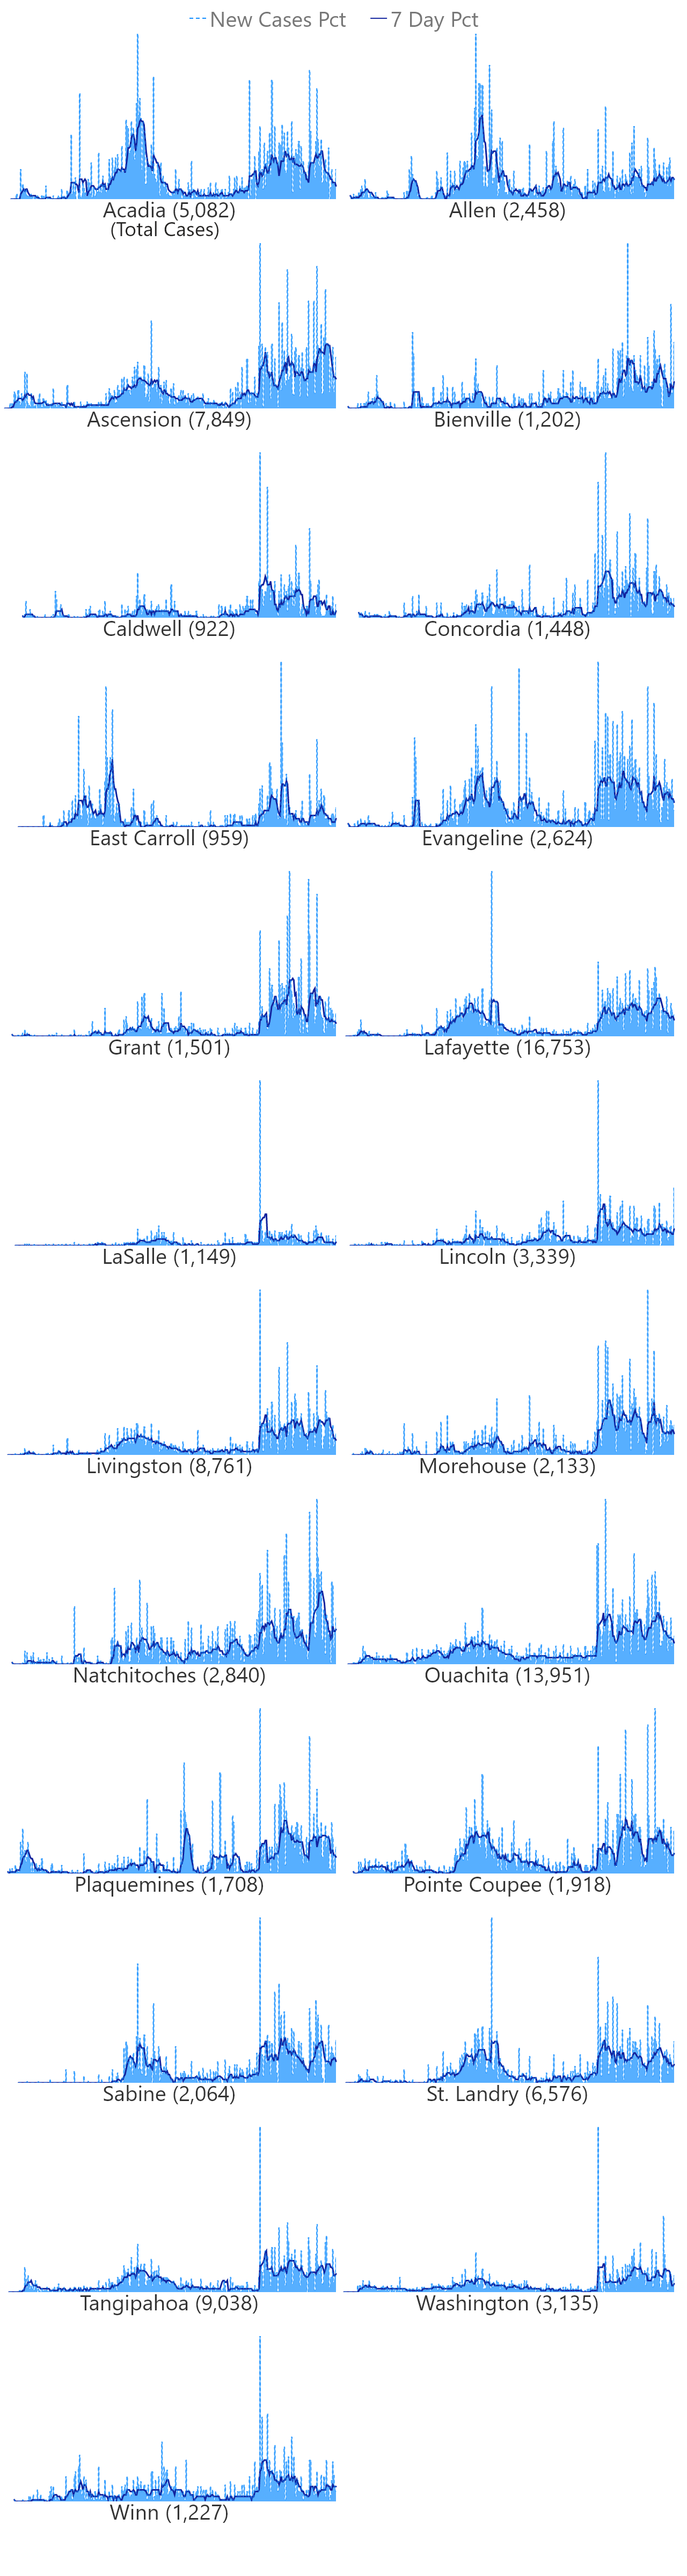 New Cases Pct 7 Day Pct
Acadia (5,082) Allen (2,458)
(Total Cases)
Ascension (7,849) Bienville (1,202)
Caldwell (922) Concordia (1,448)
East Carroll (959) Evangeline (2,624)
Grant (1,501) Lafayette (16,753)
LaSalle (1,149) Lincoln (3,339)
Livingston (8,761) Morehouse (2,133)
Natchitoches (2,840) Ouachita (13,951)
Plaquemines (1,708) Pointe Coupee (1,918)
Sabine (2,064) St. Landry (6,576)
Tangipahoa (9,038) Washington (3,135)
Winn (1,227)